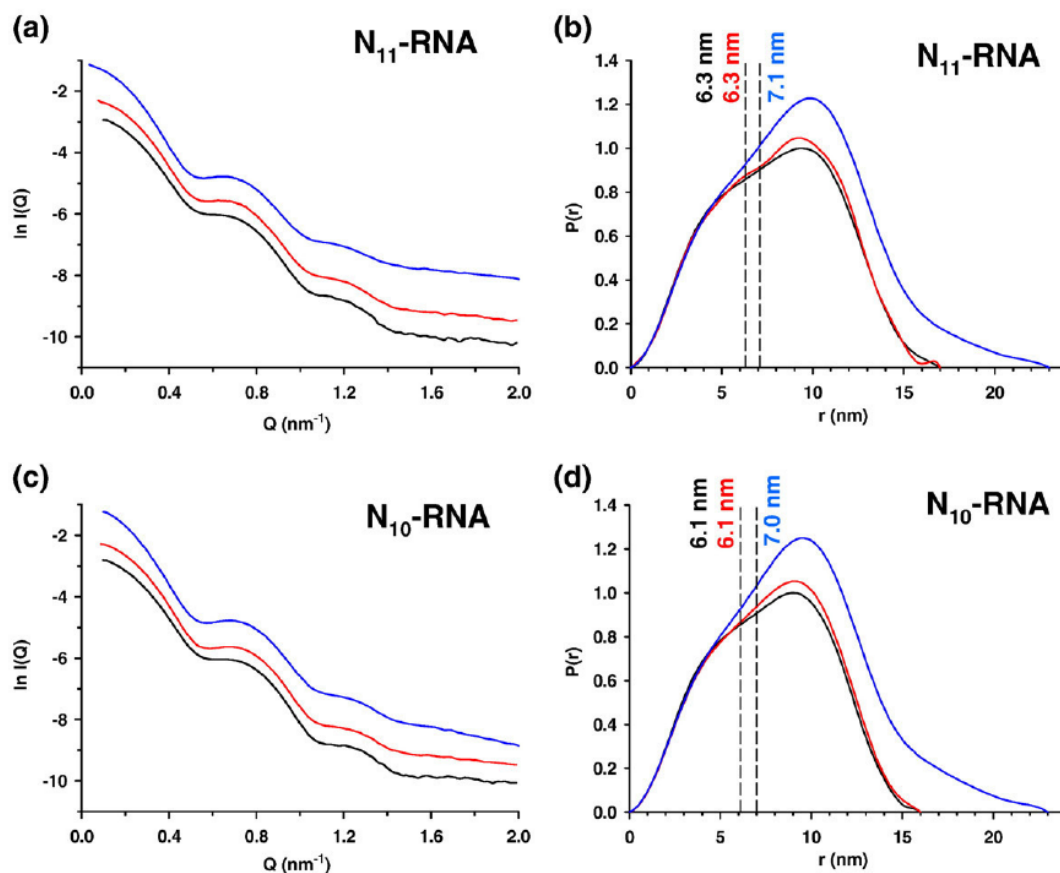 (a)
N₁₁-RNA
ln I(Q)
-2
-4
-6
-8
-10
0.0 0.4 0.8 1.2 1.6 2.0
Q (nm⁻¹)
(b)
6.3 nm
6.3 nm
7.1 nm
N₁₁-RNA
P(r)
1.4
1.2
1.0
0.8
0.6
0.4
0.2
0.0
0 5 10 15 20
r (nm)
(c)
N₁₀-RNA
ln I(Q)
-2
-4
-6
-8
-10
0.0 0.4 0.8 1.2 1.6 2.0
Q (nm⁻¹)
(d)
6.1 nm
6.1 nm
7.0 nm
N₁₀-RNA
P(r)
1.4
1.2
1.0
0.8
0.6
0.4
0.2
0.0
0 5 10 15 20
r (nm)